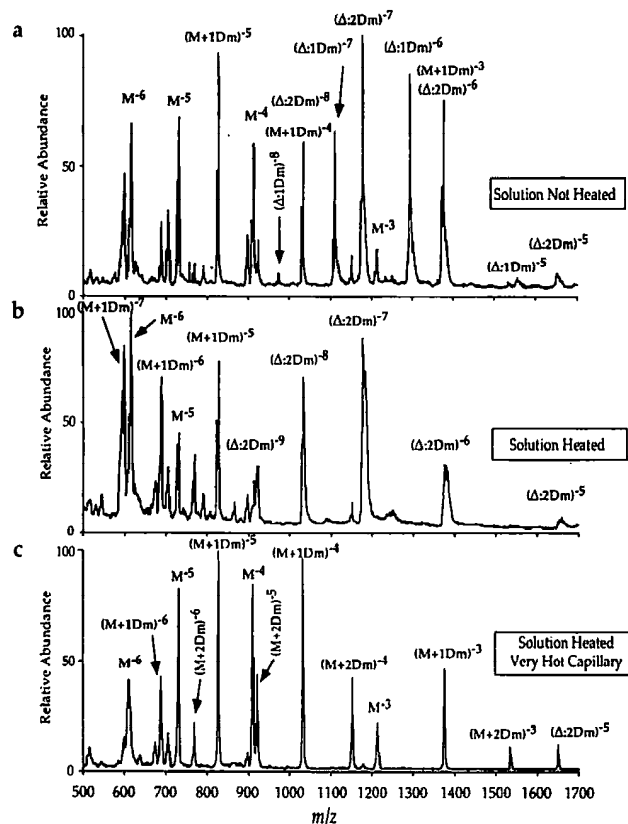 a
Relative Abundance
100
50
0
M-6
M-5
(M+1Dm)-5
M-4
(Δ:1Dm)-8
(Δ:2Dm)-8
(M+1Dm)-4
(Δ:1Dm)-7
(Δ:2Dm)-7
M-3
(Δ:1Dm)-6
(M+1Dm)-3
(Δ:2Dm)-6
(Δ:1Dm)-5
(Δ:2Dm)-5
Solution Not Heated
b
Relative Abundance
100
50
0
(M+1Dm)-7
M-6
(M+1Dm)-6
M-5
(M+1Dm)-5
(Δ:2Dm)-9
(Δ:2Dm)-8
(Δ:2Dm)-7
(Δ:2Dm)-6
(Δ:2Dm)-5
Solution Heated
c
Relative Abundance
100
50
0
M-6
(M+1Dm)-6
M-5
(M+2Dm)-6
(M+1Dm)-5
M-4
(M+2Dm)-5
(M+1Dm)-4
(M+2Dm)-4
M-3
(M+1Dm)-3
(M+2Dm)-3
(Δ:2Dm)-5
Solution Heated
Very Hot Capillary
500 600 700 800 900 1000 1100 1200 1300 1400 1500 1600 1700
m/z